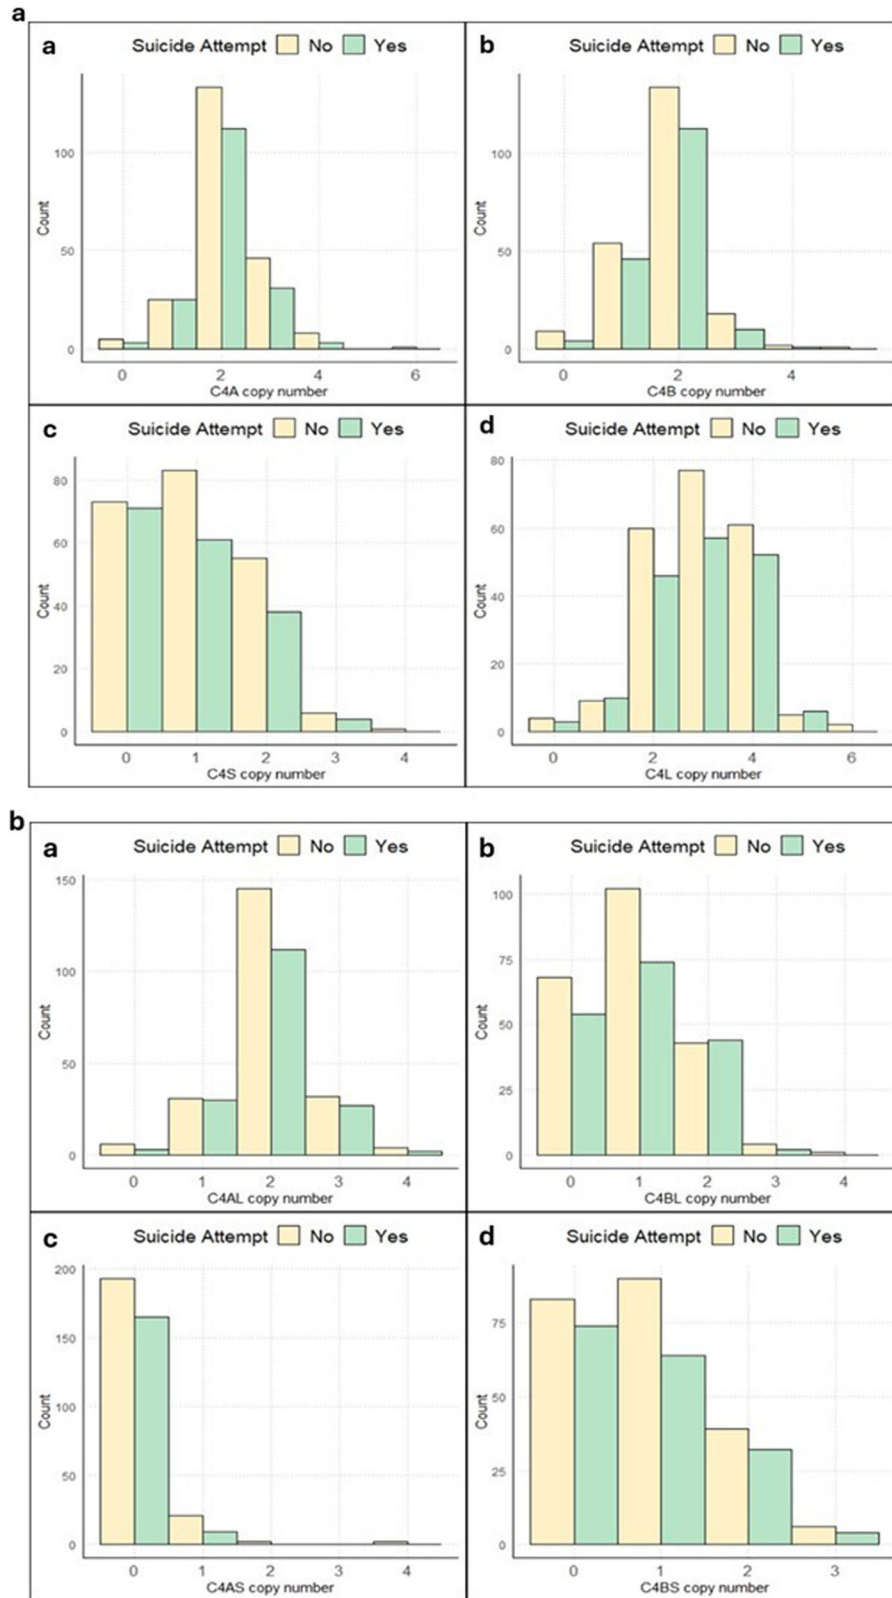 a
a Suicide Attempt No Yes
100
50
0
Count
0 2 4 6
C4A copy number
b Suicide Attempt No Yes
100
50
0
Count
0 2 4
C4B copy number
c Suicide Attempt No Yes
80
60
40
20
0
Count
0 1 2 3 4
C4S copy number
d Suicide Attempt No Yes
80
60
40
20
0
Count
0 2 4 6
C4L copy number
b
a Suicide Attempt No Yes
150
100
50
0
Count
0 1 2 3 4
C4AL copy number
b Suicide Attempt No Yes
100
75
50
25
0
Count
0 1 2 3 4
C4BL copy number
c Suicide Attempt No Yes
200
150
100
50
0
Count
0 1 2 3 4
C4AS copy number
d Suicide Attempt No Yes
75
50
25
0
Count
0 1 2 3
C4BS copy number